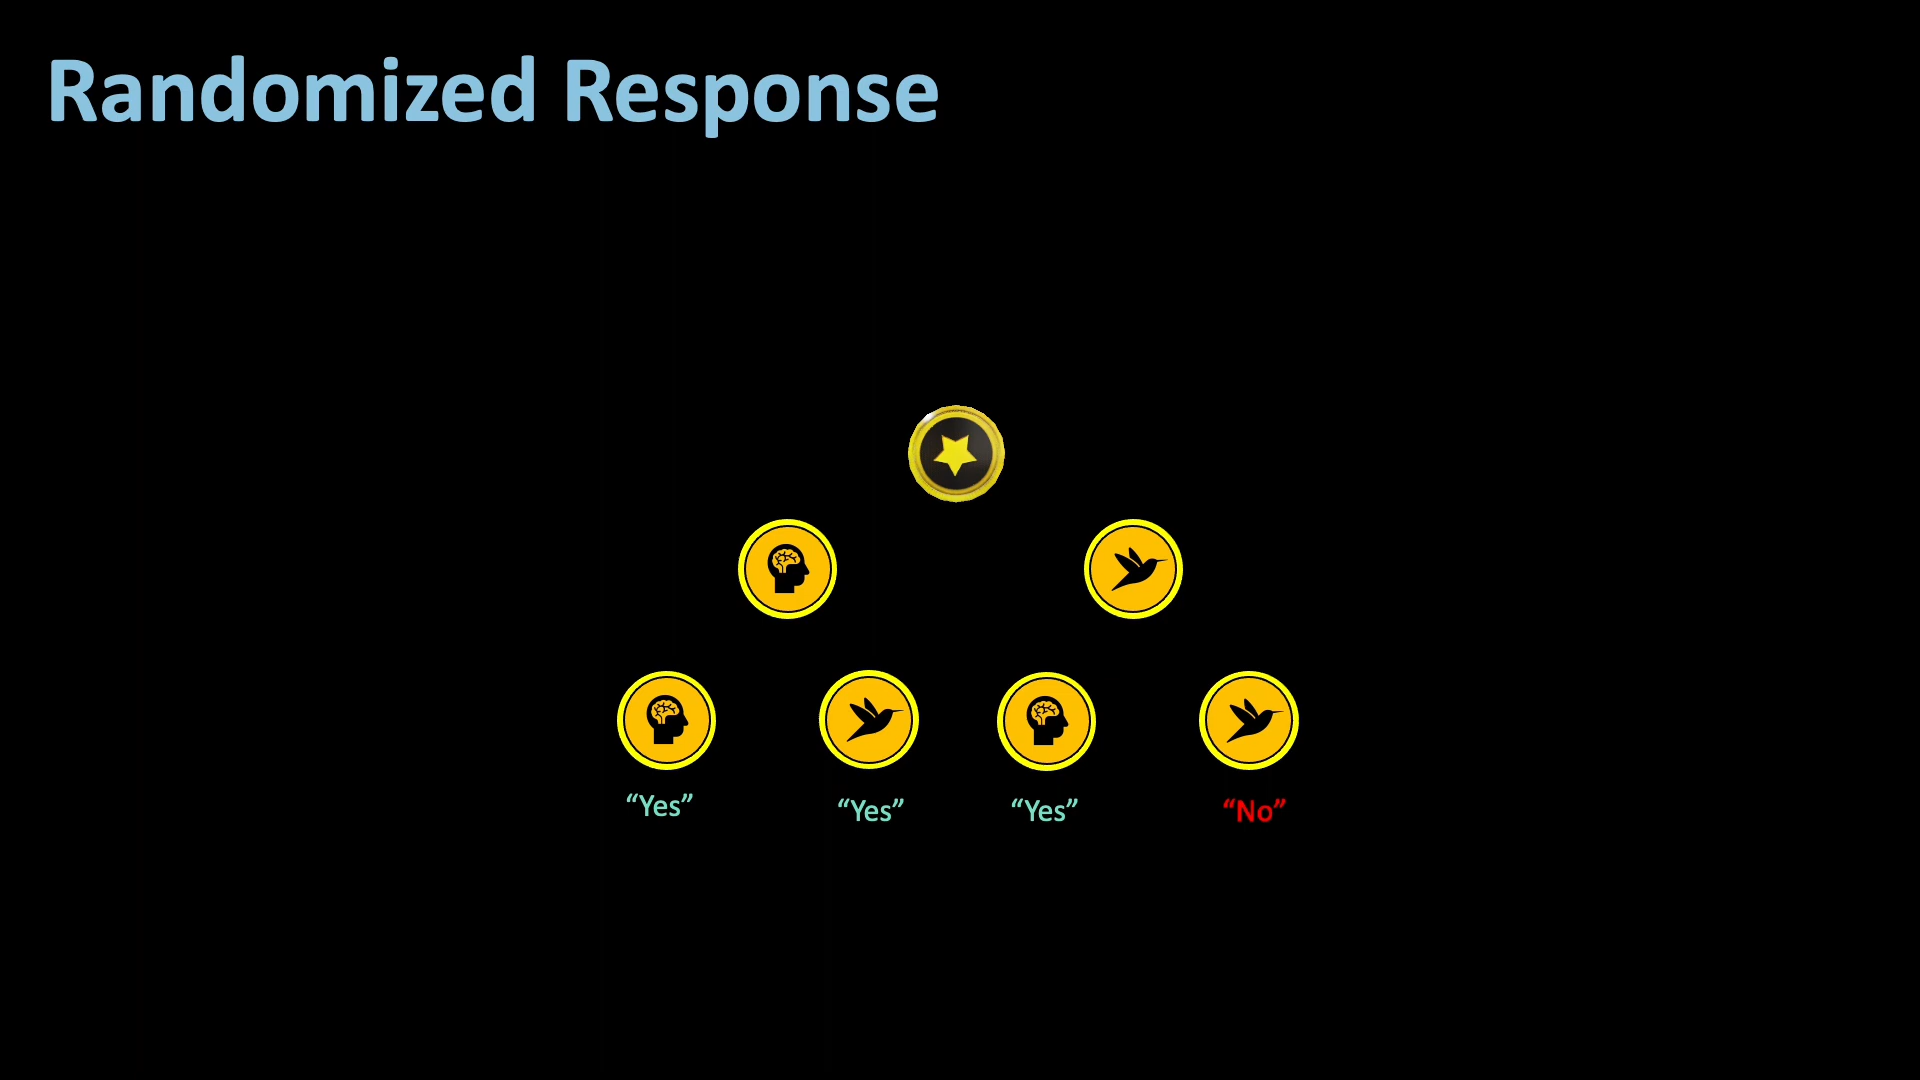 Randomized Response
“Yes”
“Yes”
“Yes”
“No”